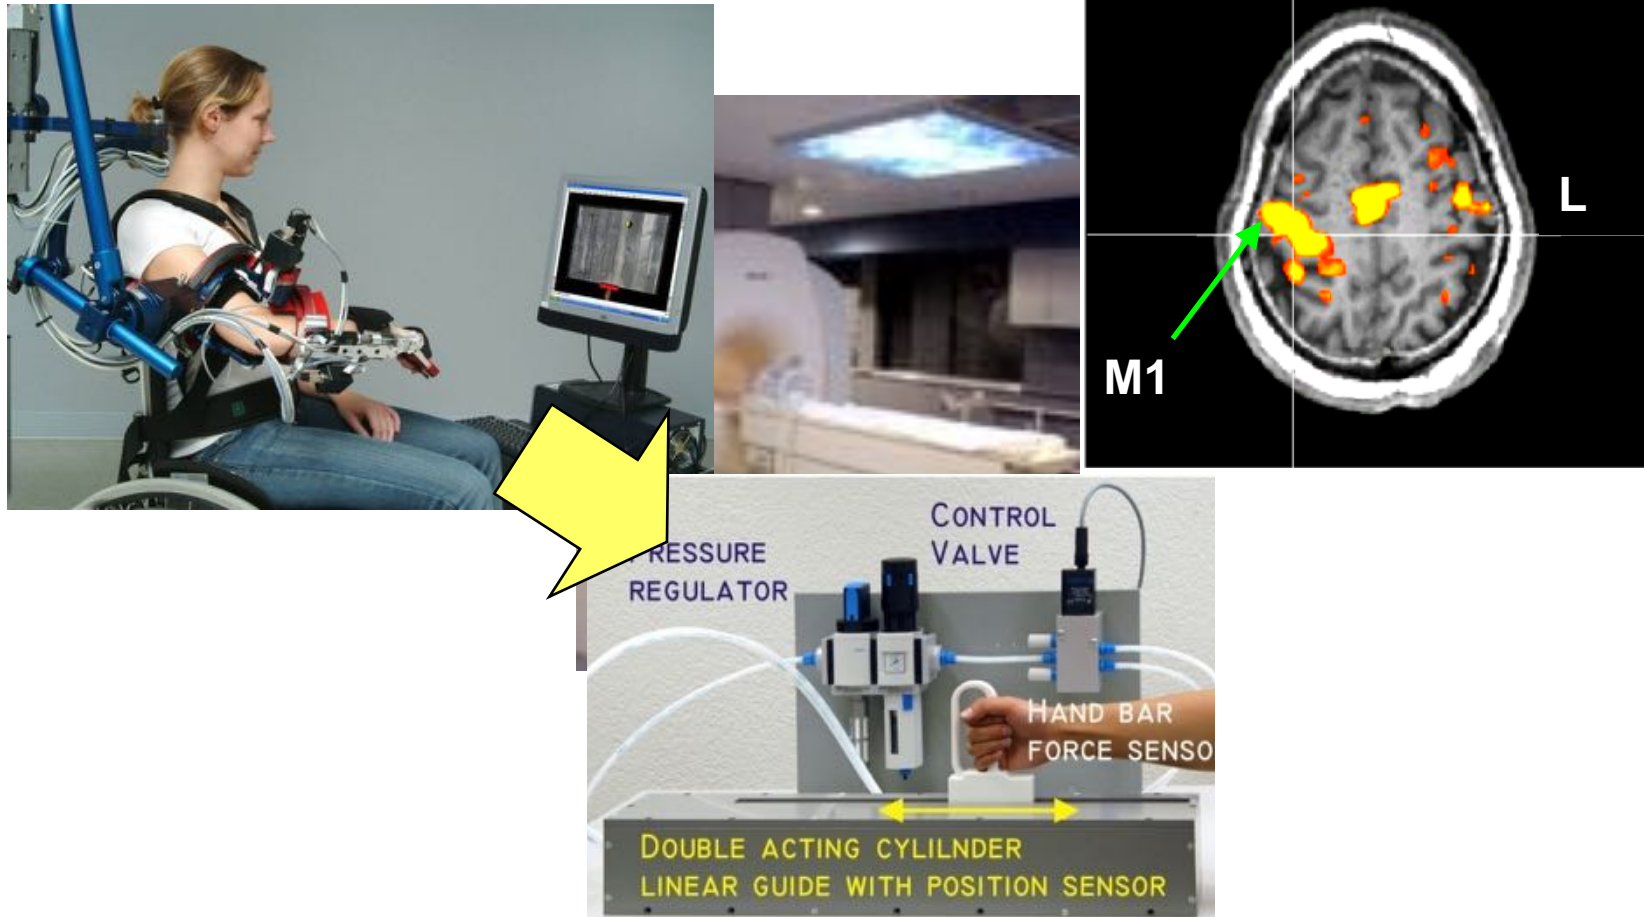 L
M1
CONTROL
VALVE
RESSURE
REGULATOR
HAND BAR
FORCE SENSO
DOUBLE ACTING CYLILNDER
LINEAR GUIDE WITH POSITION SENSOR